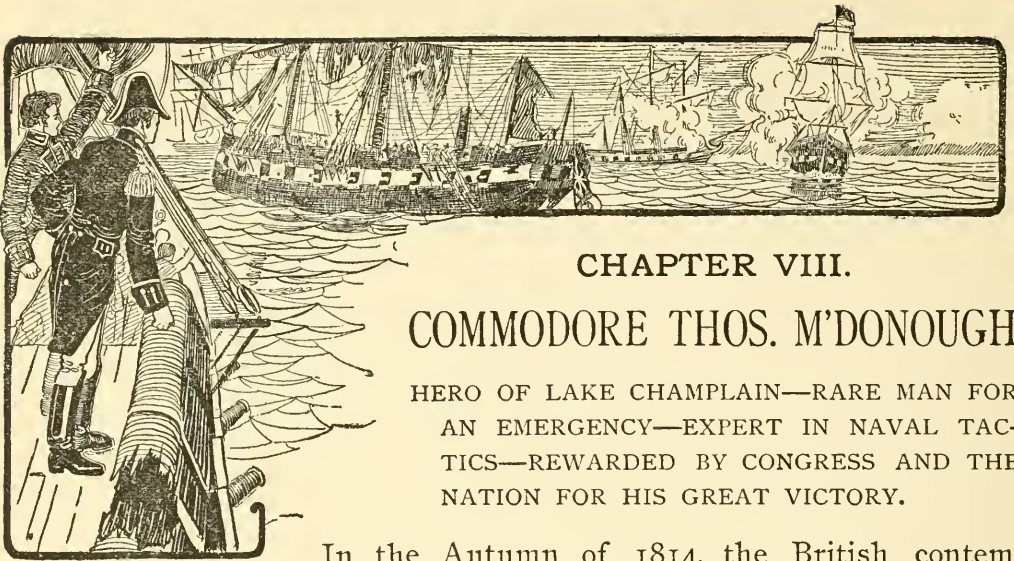 CHAPTER VIII.
COMMODORE THOS. M'DONOUGH
HERO OF LAKE CHAMPLAIN—RARE MAN FOR
AN EMERGENCY—EXPERT IN NAVAL TAC-
TICS—REWARDED BY CONGRESS AND THE
NATION FOR HIS GREAT VICTORY.
In the Autumn of 1814, the British contem